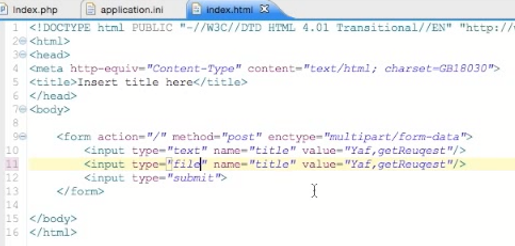 Index.php application.ini index.html
1 <!DOCTYPE html PUBLIC "-//W3C//DTD HTML 4.01 Transitional//EN" "http://w
2 <html>
3 <head>
4 <meta http-equiv="Content-Type" content="text/html; charset=GB18030">
5 <title>Insert title here</title>
6 </head>
7 <body>
8
9 <form action="/" method="post" enctype="multipart/form-data">
10 <input type="text" name="title" value="Yaf,getReuqest"/>
11 <input type="file" name="title" value="Yaf,getReuqest"/>
12 <input type="submit">
13 </form>
14
15 </body>
16 </html>